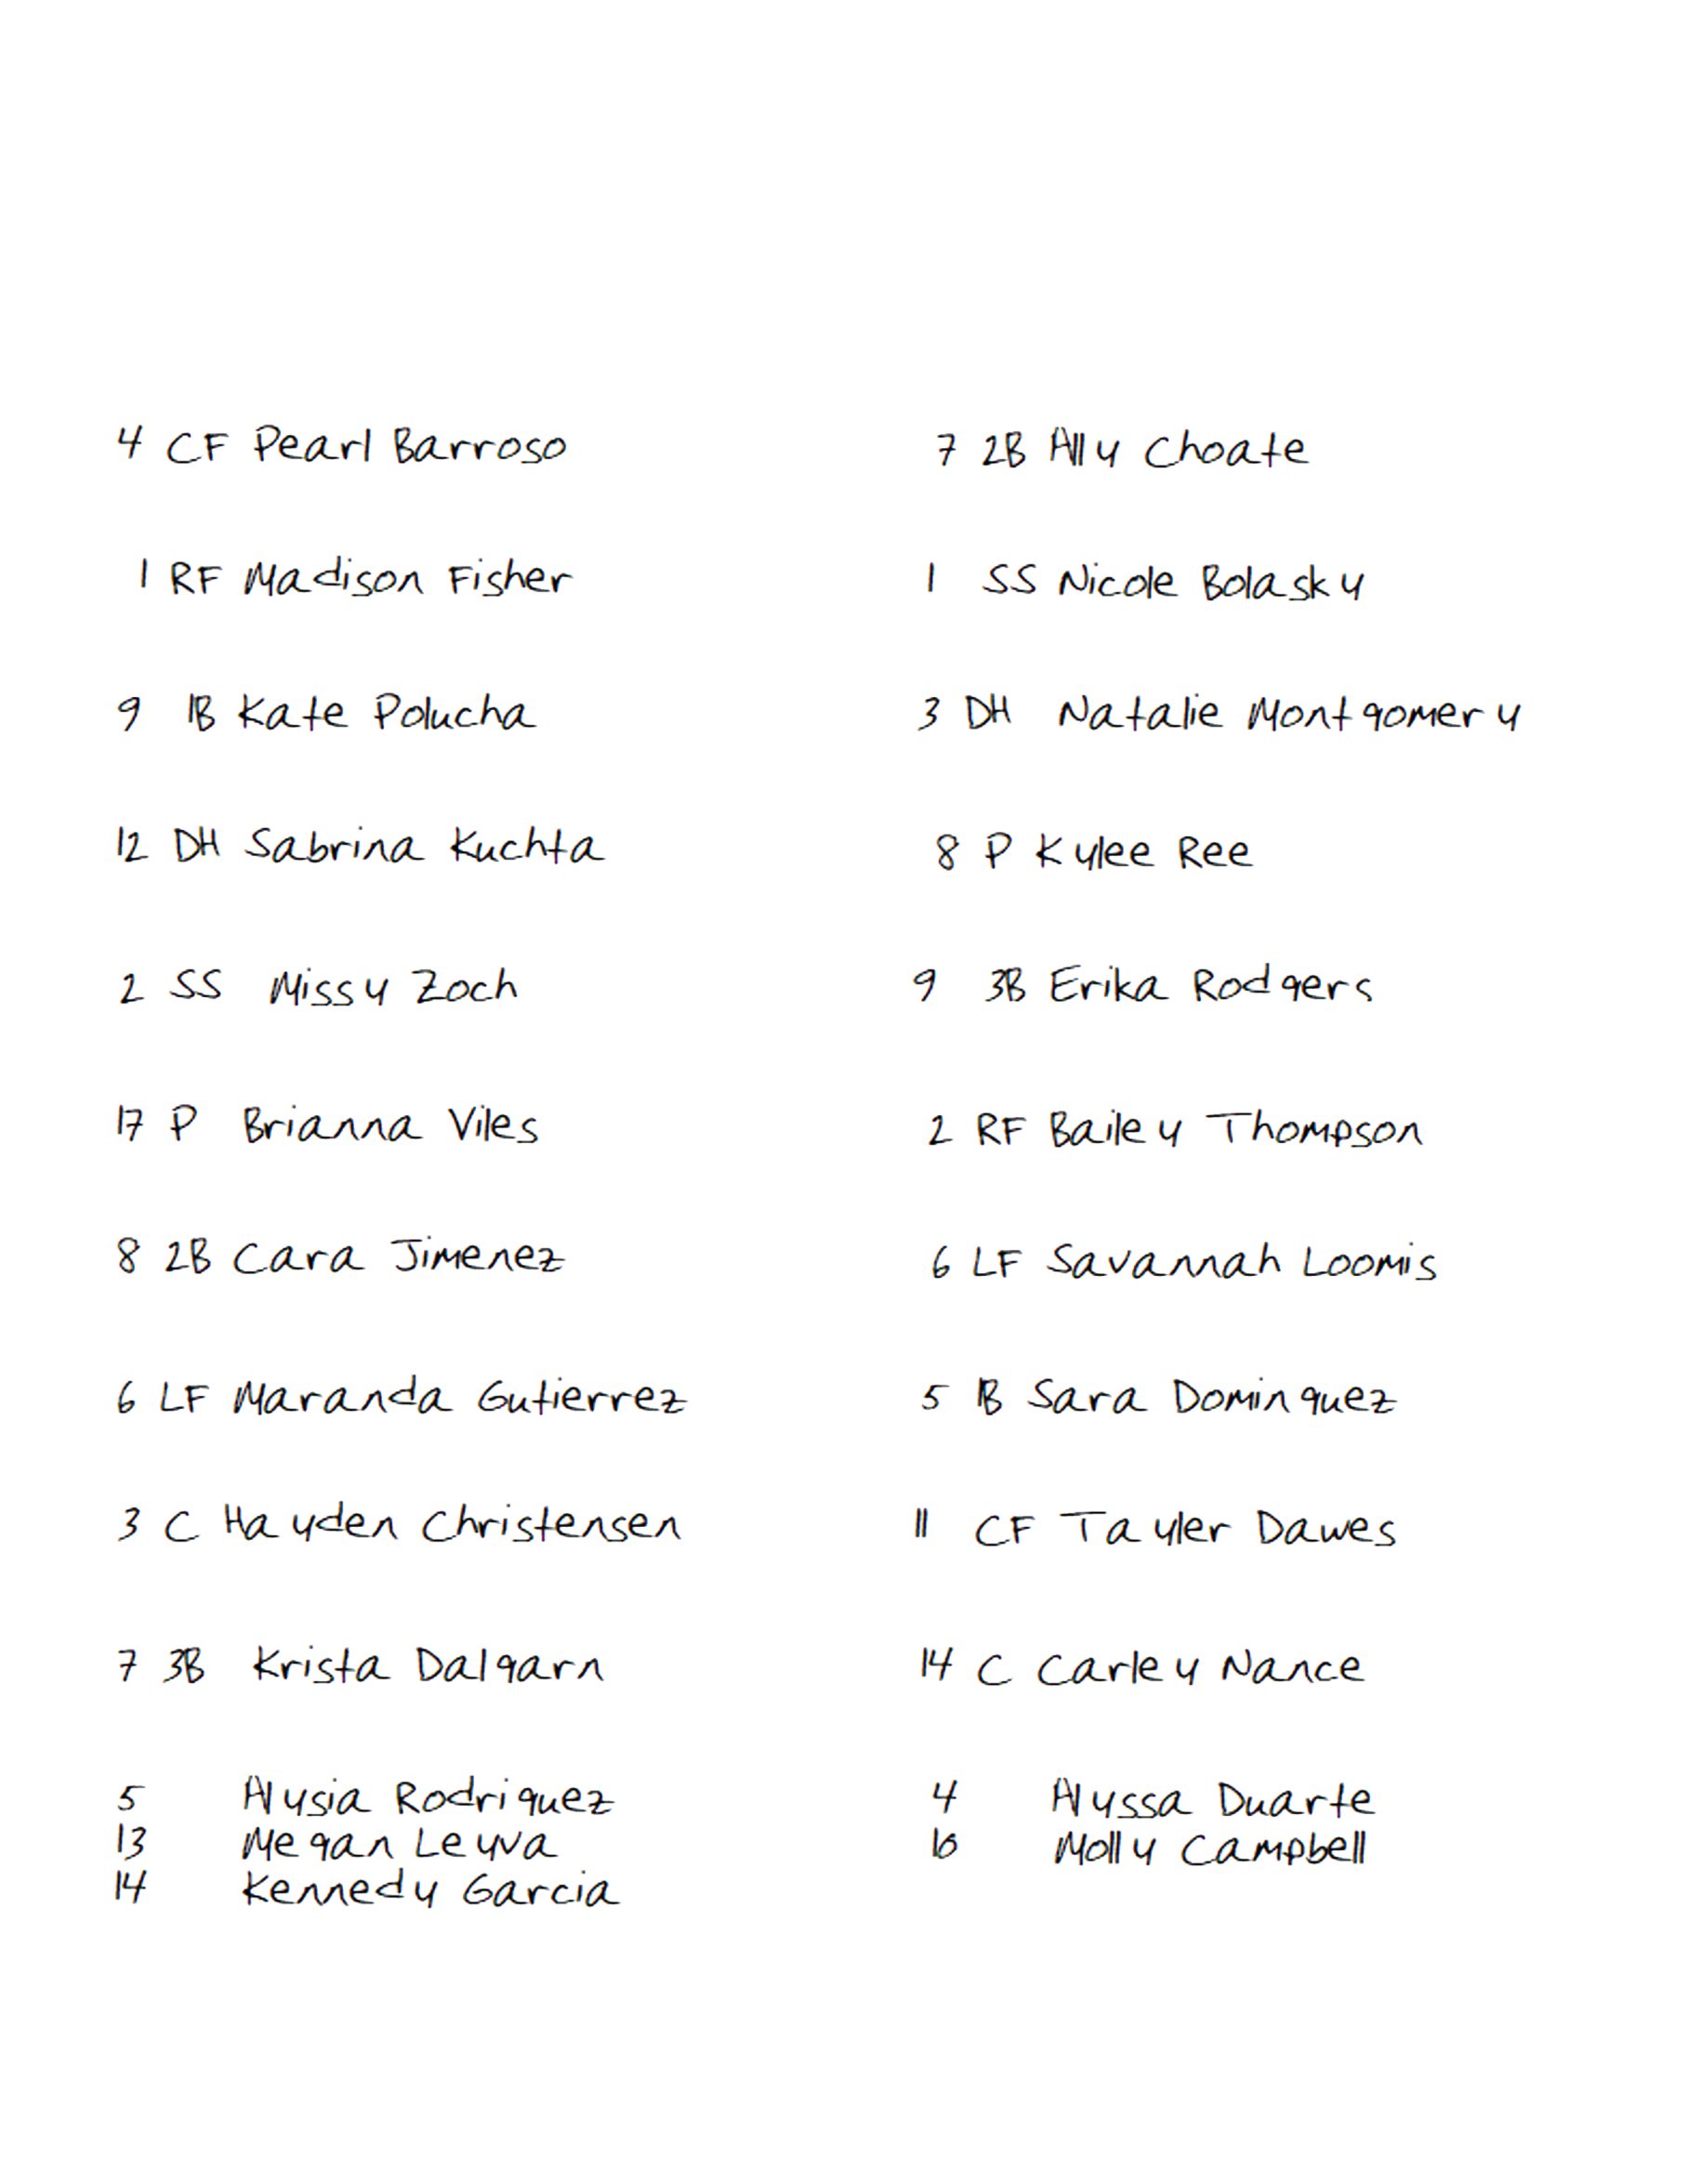 4 CF Pearl Barroso
1 RF Madison Fisher
9 1B Kate Polucha
12 DH Sabrina Kuchta
2 SS Missy Zoch
17 P Brianna Viles
8 2B Cara Jimenez
6 LF Maranda Gutierrez
3 C Hayden Christensen
7 3B Krista Dalgarn
5 Alysia Rodriguez
13 Megan Leyva
14 Kennedy Garcia
7 2B Ally Choate
1 SS Nicole Bolasky
3 DH Natalie Montgomery
8 P Kylee Ree
9 3B Erika Rodgers
2 RF Bailey Thompson
6 LF Savannah Loomis
5 1B Sara Dominguez
11 CF Tayler Dawes
14 C Carley Nance
4 Alyssa Duarte
10 Molly Campbell